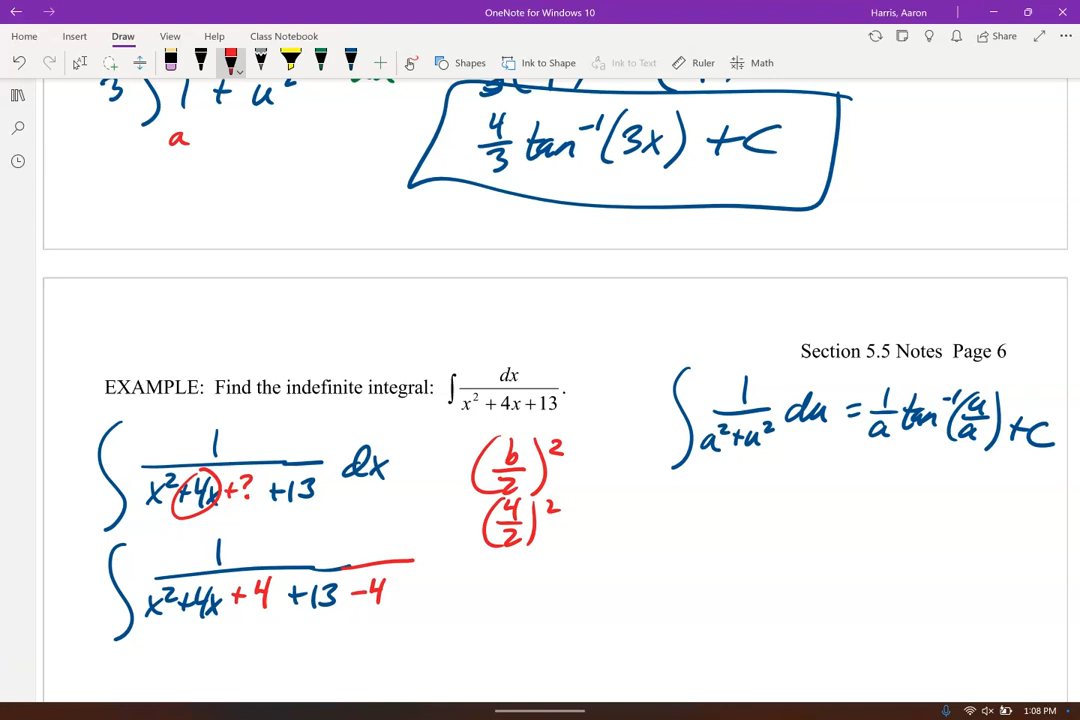 OneNote for Windows 10
Harris, Aaron
Home Insert Draw View Help Class Notebook
Share
Shapes Ink to Shape Ink to Text Ruler Math
3 ∫ 1 + u²
a
4/3 tan⁻¹(3x) + C
Section 5.5 Notes Page 6
EXAMPLE: Find the indefinite integral: ∫ dx/(x² + 4x + 13).
∫ 1/(a²+u²) du = 1/a tan⁻¹(u/a) + C
∫ 1/(x²+4x+? +13) dx
(b/2)²
(4/2)²
∫ 1/(x²+4x +4 +13 -4)
1:08 PM